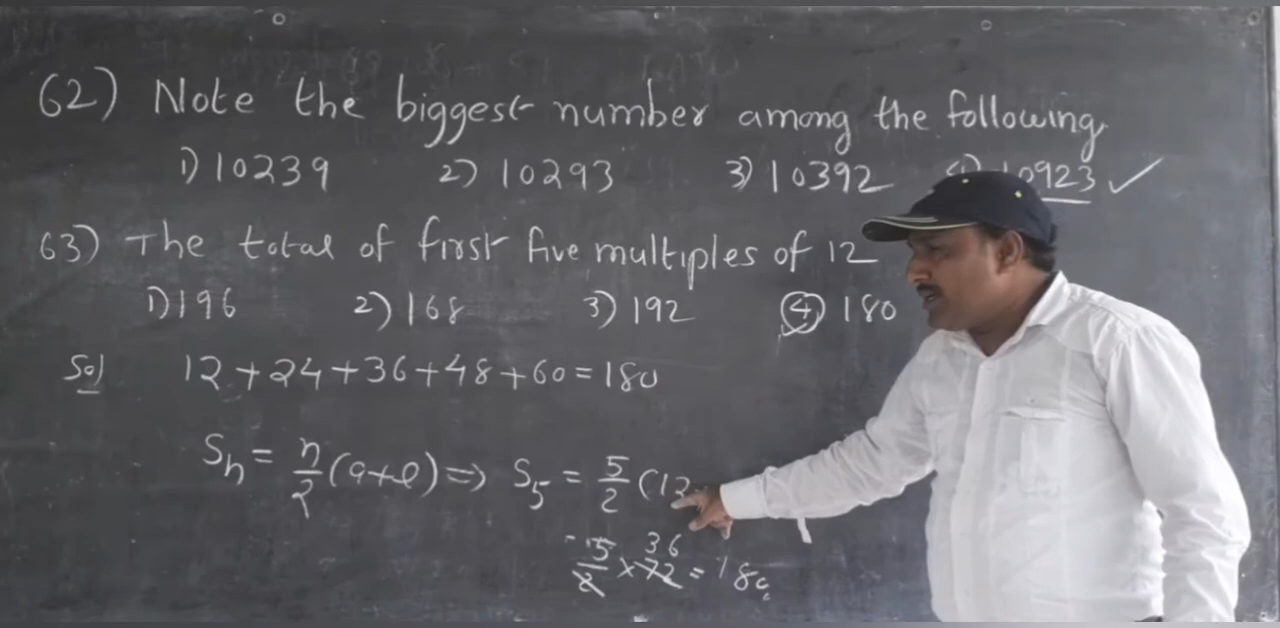 62) Note the biggest number among the following
1) 10239 2) 10293 3) 10392 10923 ✓
63) The total of first five multiples of 12
1) 196 2) 168 3) 192 4) 180
Sol 12+24+36+48+60=180
Sn = n/2 (a+l) => S5 = 5/2 (12
5/2 × 72 36 = 180